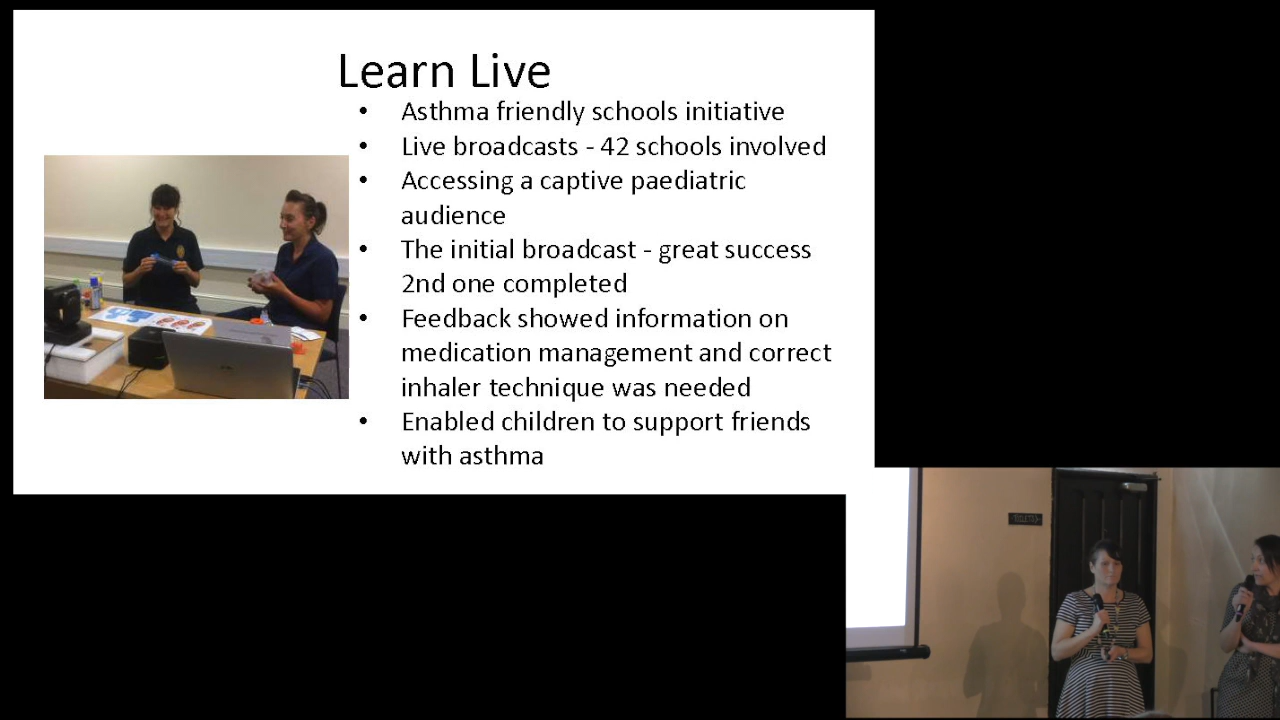 Learn Live
• Asthma friendly schools initiative
• Live broadcasts - 42 schools involved
• Accessing a captive paediatric
audience
• The initial broadcast - great success
2nd one completed
• Feedback showed information on
medication management and correct
inhaler technique was needed
• Enabled children to support friends
with asthma